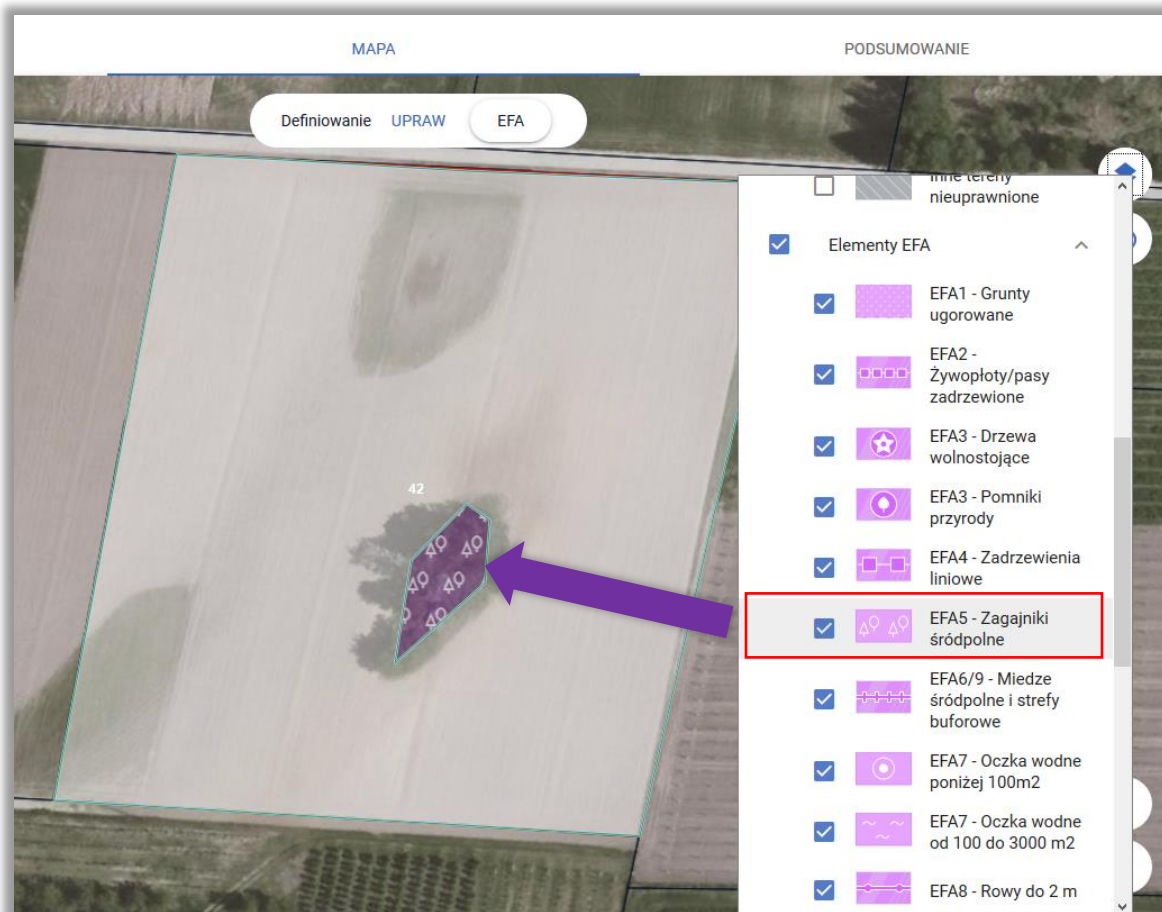 MAPA
PODSUMOWANIE
Definiowanie UPRAW EFA
Inne tereny
nieuprawnione
Elementy EFA
EFA1 - Grunty
ugorowane
EFA2 -
Żywopłoty/pasy
zadrzewione
EFA3 - Drzewa
wolnostojące
EFA3 - Pomniki
przyrody
42
EFA4 - Zadrzewienia
liniowe
EFA5 - Zagajniki
śródpolne
EFA6/9 - Miedze
śródpolne i strefy
buforowe
EFA7 - Oczka wodne
poniżej 100m2
EFA7 - Oczka wodne
od 100 do 3000 m2
EFA8 - Rowy do 2 m